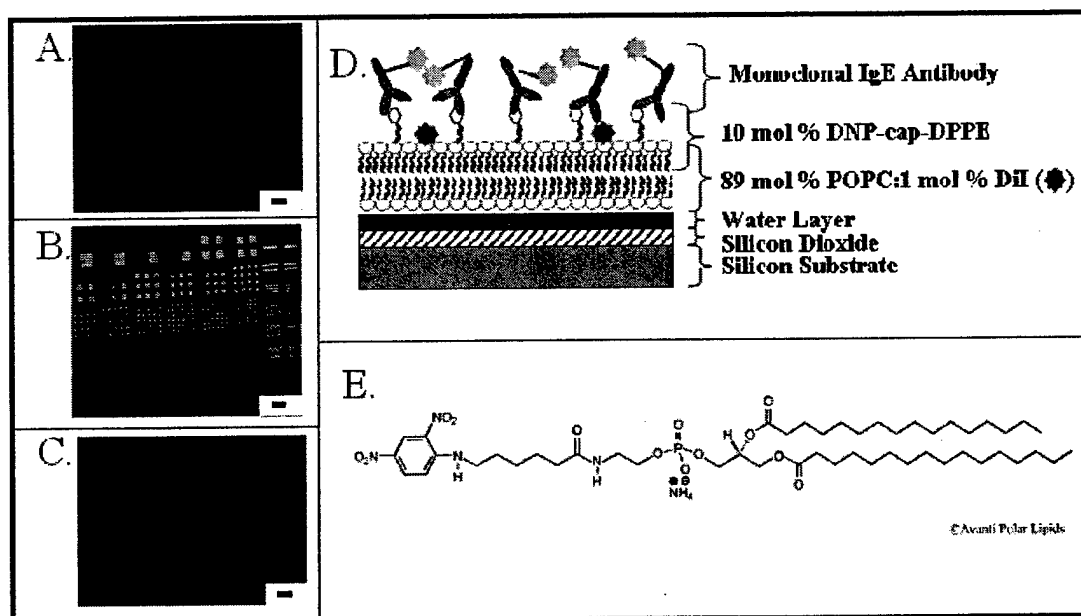 A.
B.
C.
D.
Monoclonal IgE Antibody
10 mol % DNP-cap-DPPE
89 mol % POPC:1 mol % DiI ( )
Water Layer
Silicon Dioxide
Silicon Substrate
E.
NO₂
O₂N
N
H
O
N
H
O
O
P
O
O
NH₄
O
H
O
O
O
©Avanti Polar Lipids